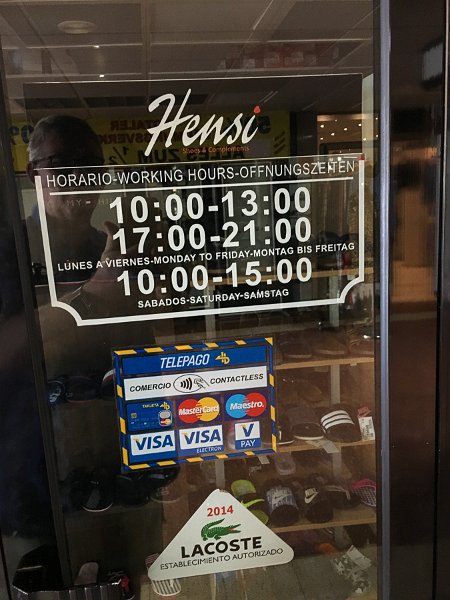 Hensi
Shoes & Complements
HORARIO-WORKING HOURS-OFFNUNGSZEITEN
10:00-13:00
17:00-21:00
LUNES A VIERNES-MONDAY TO FRIDAY-MONTAG BIS FREITAG
10:00-15:00
SABADOS-SATURDAY-SAMSTAG
TELEPAGO 4B
COMERCIO CONTACTLESS
TARJETA 4B MasterCard Maestro
VISA VISA V
ELECTRON PAY
2014
LACOSTE
ESTABLECIMIENTO AUTORIZADO